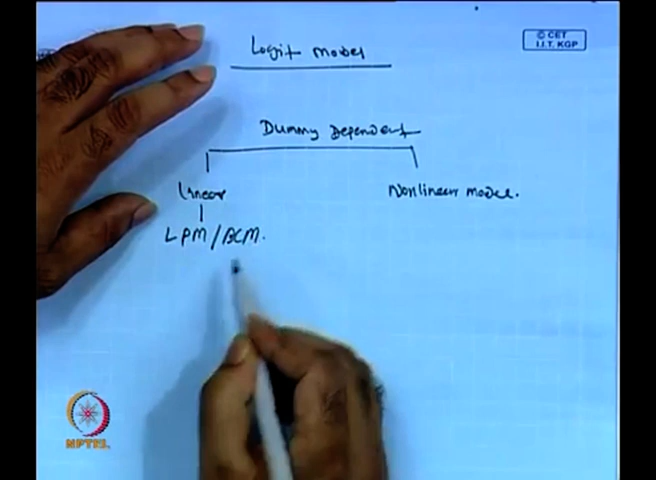 Logit model
© CET
I.I.T. KGP
Dummy Dependent
Linear
Nonlinear model.
LPM/BCM.
NPTEL